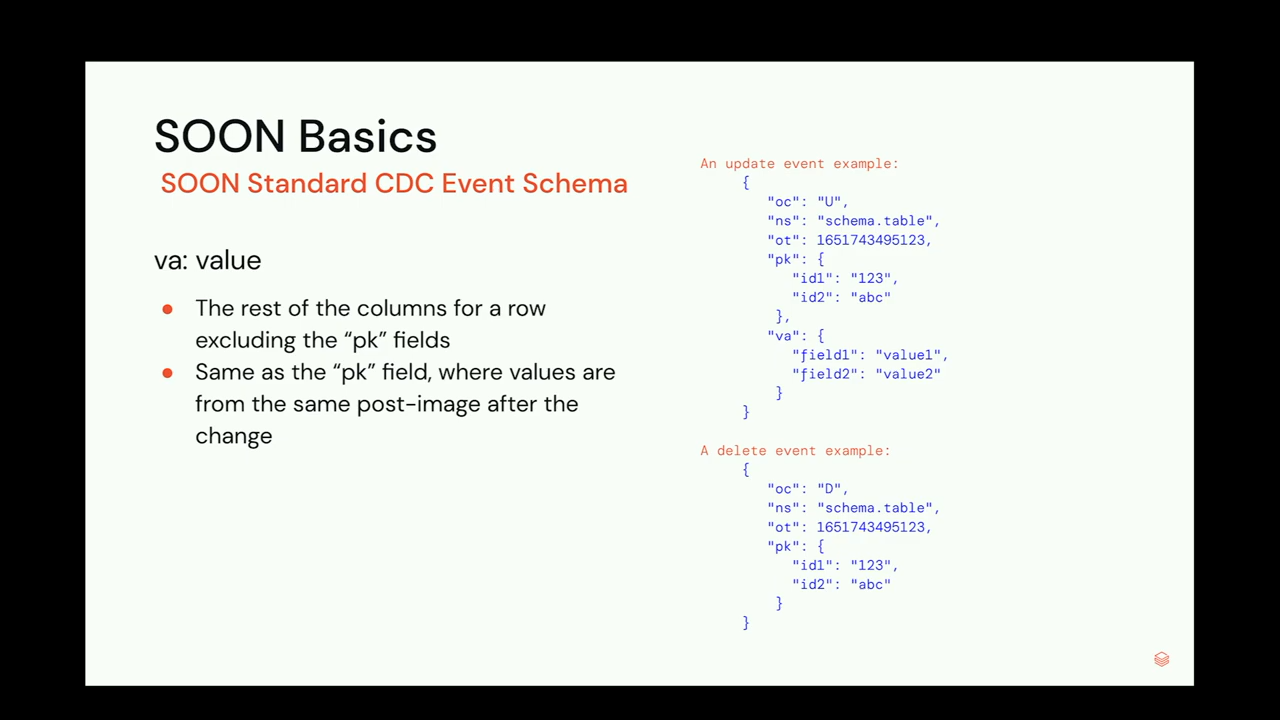 SOON Basics
SOON Standard CDC Event Schema
va: value
● The rest of the columns for a row
excluding the “pk” fields
● Same as the “pk” field, where values are
from the same post-image after the
change
An update event example:
{
"oc": "U",
"ns": "schema.table",
"ot": 1651743495123,
"pk": {
"id1": "123",
"id2": "abc"
},
"va": {
"field1": "value1",
"field2": "value2"
}
}
A delete event example:
{
"oc": "D",
"ns": "schema.table",
"ot": 1651743495123,
"pk": {
"id1": "123",
"id2": "abc"
}
}